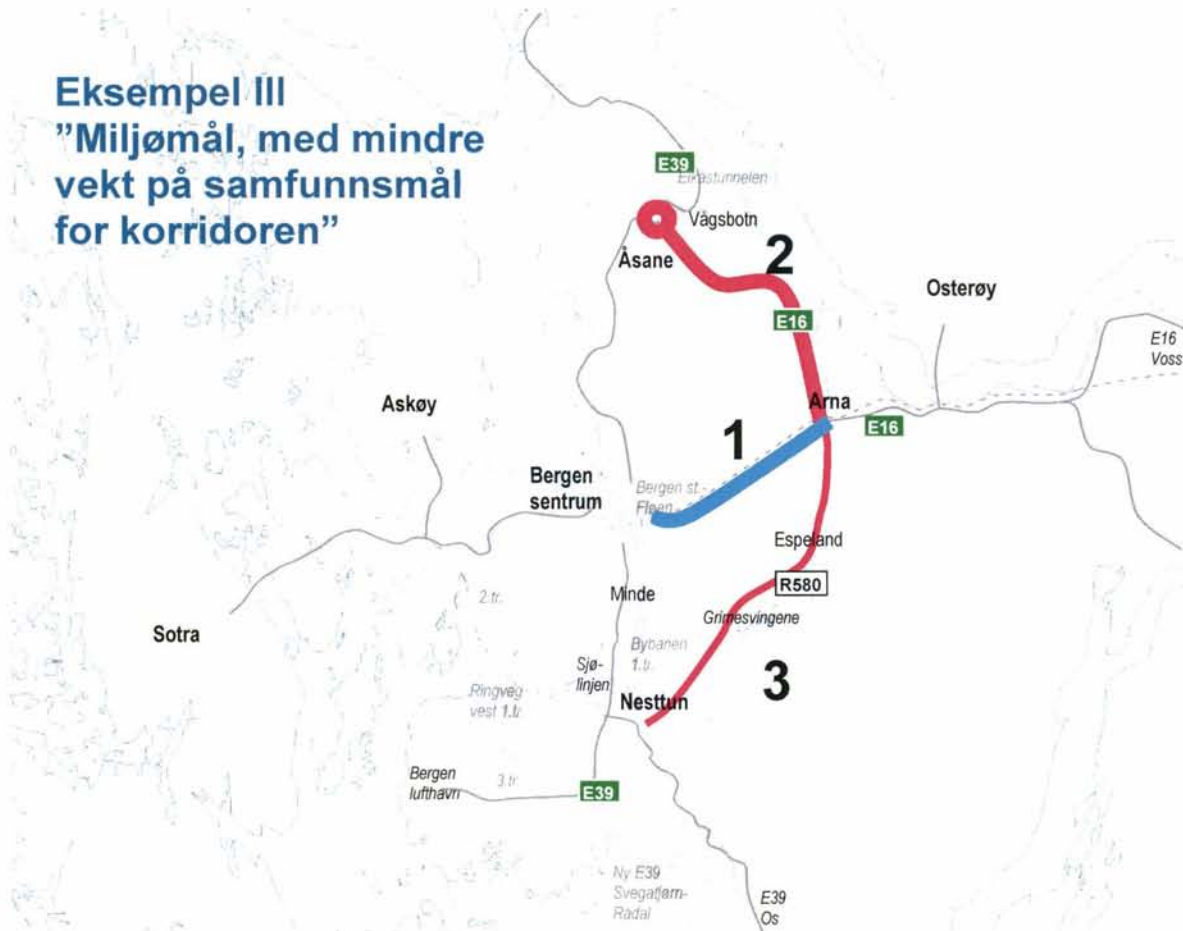 Eksempel III
”Miljømål, med mindre
vekt på samfunnsmål
for korridoren”
E39
Eikåstunnelen
Vågsbotn
Åsane
2
Osterøy
E16
E16
Voss
Arna
E16
Askøy
1
Bergen
sentrum
Bergen st.-
Fløen
Espeland
R580
2.tr.
Minde
Grimesvingene
Sotra
Bybanen
1.tr.
Sjø-
linjen
3
Ringveg
vest 1.tr
Nesttun
Bergen
lufthavn
3.tr.
E39
Ny E39
Svegatjørn-
Rådal
E39
Os